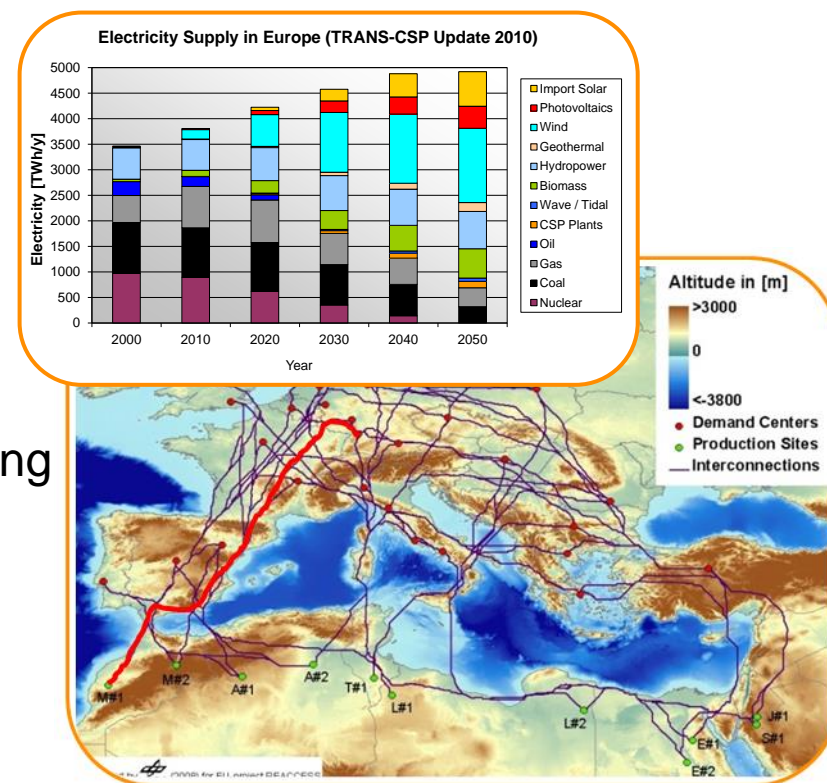 Electricity Supply in Europe (TRANS-CSP Update 2010)
5000
4500
4000
3500
3000
2500
2000
1500
1000
500
0
Electricity [TWh/y]
2000 2010 2020 2030 2040 2050
Year
Import Solar
Photovoltaics
Wind
Geothermal
Hydropower
Biomass
Wave / Tidal
CSP Plants
Oil
Gas
Coal
Nuclear
ng
Altitude in [m]
>3000
0
<-3800
Demand Centers
Production Sites
Interconnections
M#1
M#2
A#1
A#2
T#1
L#1
L#2
E#1
E#2
J#1
S#1
(2008) for EU project REACCESS